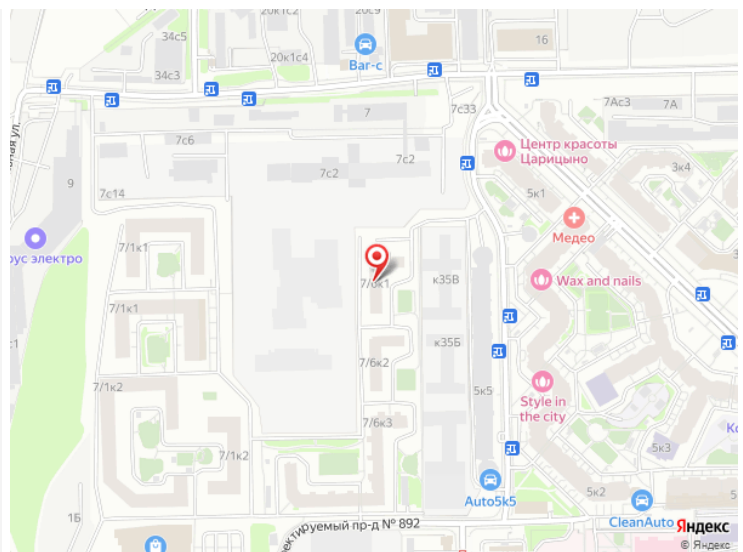 34с5
20к1с2
20с9
34с3
20к1с4
Bar-c
16
7с33
7Ас3
7А
7
ная ул.
7с6
7с2
7с2
Центр красоты
Царицыно
3к4
9
7с14
5к1
Медео
рус электро
7/1к1
7/6к1
к35В
Wax and nails
7/1к1
с1
к35Б
7/6к2
7/1к2
5к5
Style in
the city
7/6к3
7/1к2
5к3
Ко
Auto5k5
5к2
1Б
ектируемый пр-д № 892
CleanAuto
Яндекс
© Яндекс